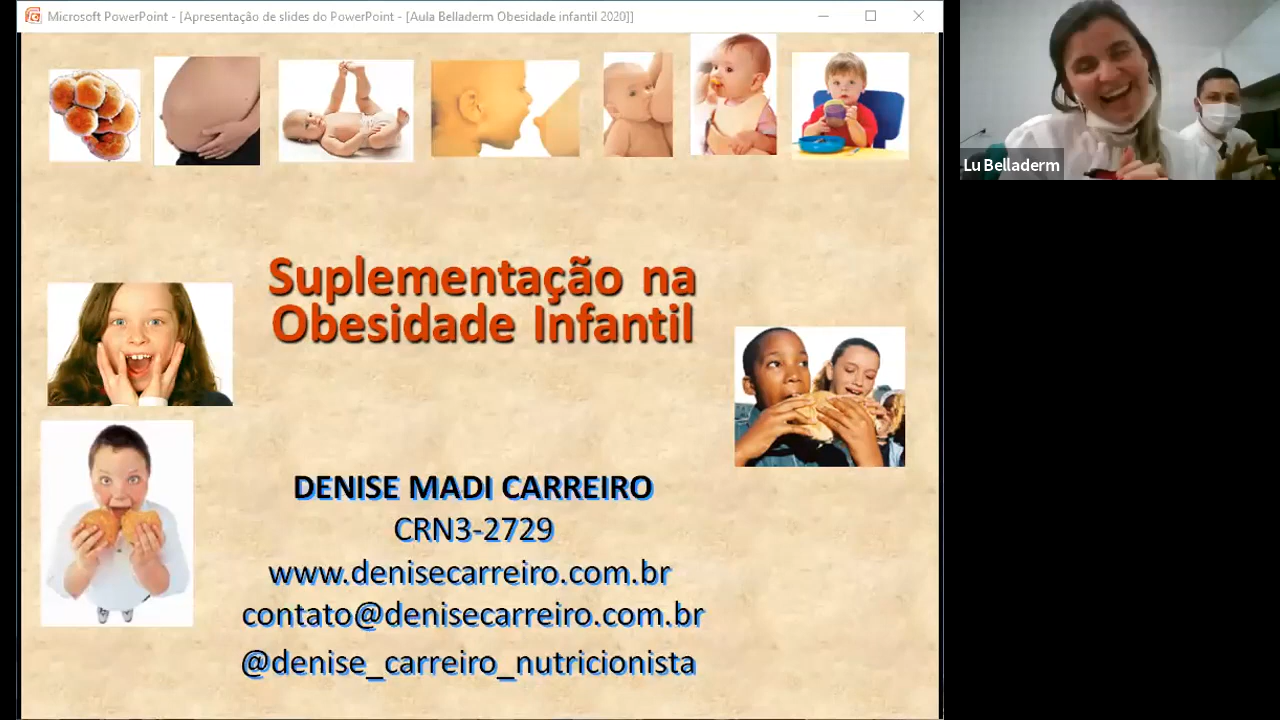 Microsoft PowerPoint - [Apresentação de slides do PowerPoint - [Aula Belladerm Obesidade infantil 2020]]
Lu Belladerm
Suplementação na
Obesidade Infantil
DENISE MADI CARREIRO
CRN3-2729
www.denisecarreiro.com.br
contato@denisecarreiro.com.br
@denise_carreiro_nutricionista